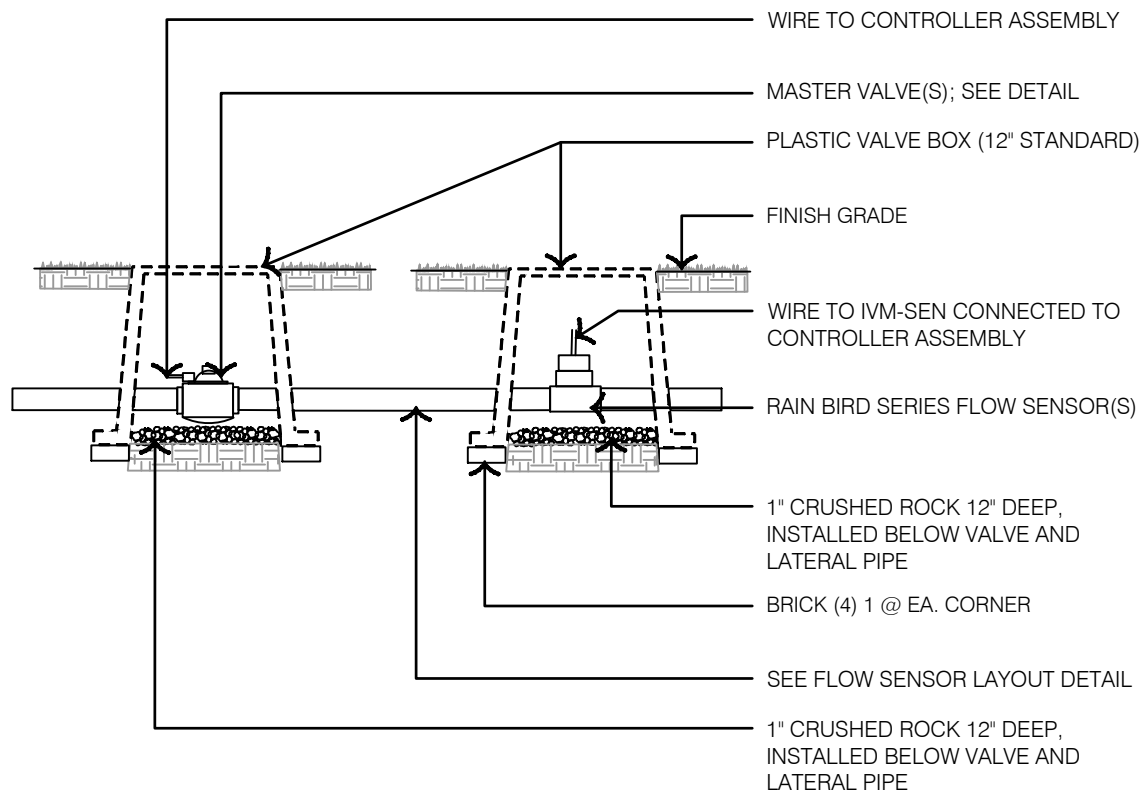 WIRE TO CONTROLLER ASSEMBLY
MASTER VALVE(S); SEE DETAIL
PLASTIC VALVE BOX (12" STANDARD)
FINISH GRADE
WIRE TO IVM-SEN CONNECTED TO
CONTROLLER ASSEMBLY
RAIN BIRD SERIES FLOW SENSOR(S)
1" CRUSHED ROCK 12" DEEP,
INSTALLED BELOW VALVE AND
LATERAL PIPE
BRICK (4) 1 @ EA. CORNER
SEE FLOW SENSOR LAYOUT DETAIL
1" CRUSHED ROCK 12" DEEP,
INSTALLED BELOW VALVE AND
LATERAL PIPE